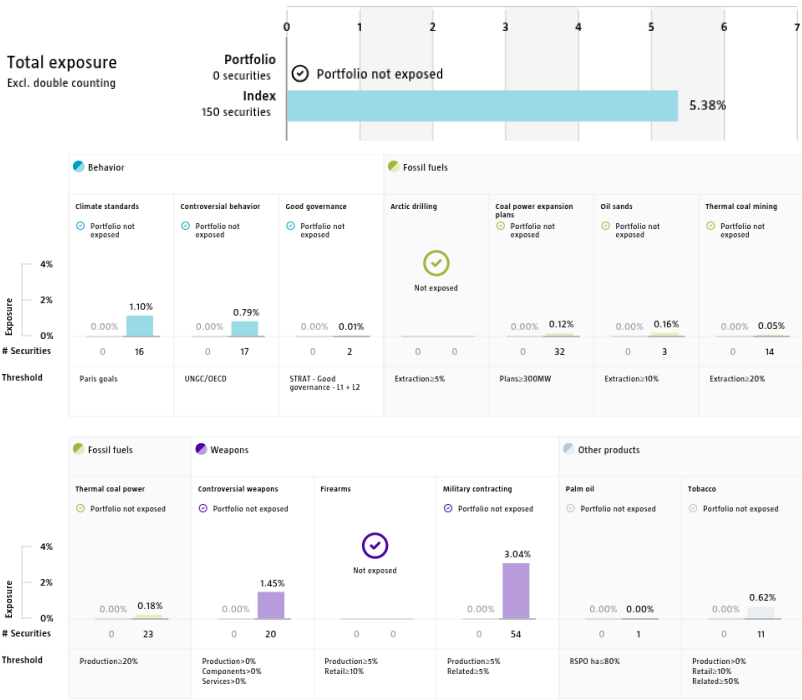 0 1 2 3 4 5 6 7
Total exposure
Excl. double counting
Portfolio
0 securities
Portfolio not exposed
Index
150 securities
5.38%
Behavior
Fossil fuels
Climate standards
Controversial behavior
Good governance
Arctic drilling
Coal power expansion
plans
Oil sands
Thermal coal mining
Portfolio not
exposed
Portfolio not
exposed
Portfolio not
exposed
Not exposed
Portfolio not
exposed
Portfolio not
exposed
Portfolio not
exposed
Exposure
4%
2%
0%
0.00% 1.10%
0.00% 0.79%
0.00% 0.01%
0.00% 0.12%
0.00% 0.16%
0.00% 0.05%
# Securities 0 16 0 17 0 2 0 0 0 32 0 3 0 14
Threshold
Paris goals
UNGC/OECD
STRAT - Good
governance - L1 + L2
Extraction≥5%
Plans≥300MW
Extraction≥10%
Extraction≥20%
Fossil fuels
Weapons
Other products
Thermal coal power
Controversial weapons
Firearms
Military contracting
Palm oil
Tobacco
Portfolio not exposed
Portfolio not exposed
Not exposed
Portfolio not exposed
Portfolio not exposed
Portfolio not exposed
Exposure
4%
2%
0%
0.00% 0.18%
0.00% 1.45%
0.00% 3.04%
0.00% 0.00%
0.00% 0.62%
# Securities 0 23 0 20 0 0 0 54 0 1 0 11
Threshold
Production≥20%
Production>0%
Components>0%
Services>0%
Production≥5%
Retail≥10%
Production≥5%
Related≥5%
RSPO ha≤80%
Production>0%
Retail≥10%
Related≥50%